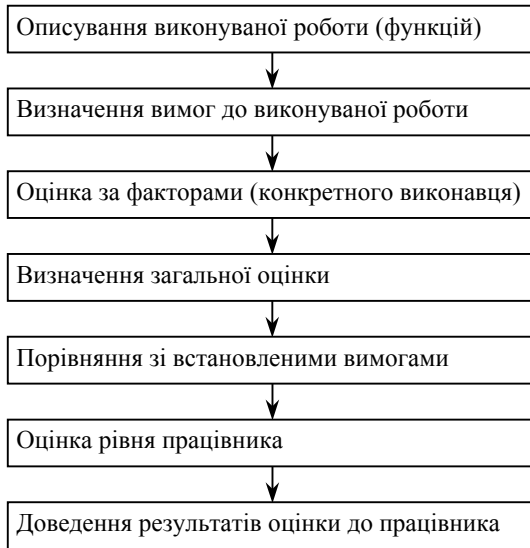 Описування виконуваної роботи (функцій)
Визначення вимог до виконуваної роботи
Оцінка за факторами (конкретного виконавця)
Визначення загальної оцінки
Порівняння зі встановленими вимогами
Оцінка рівня працівника
Доведення результатів оцінки до працівника